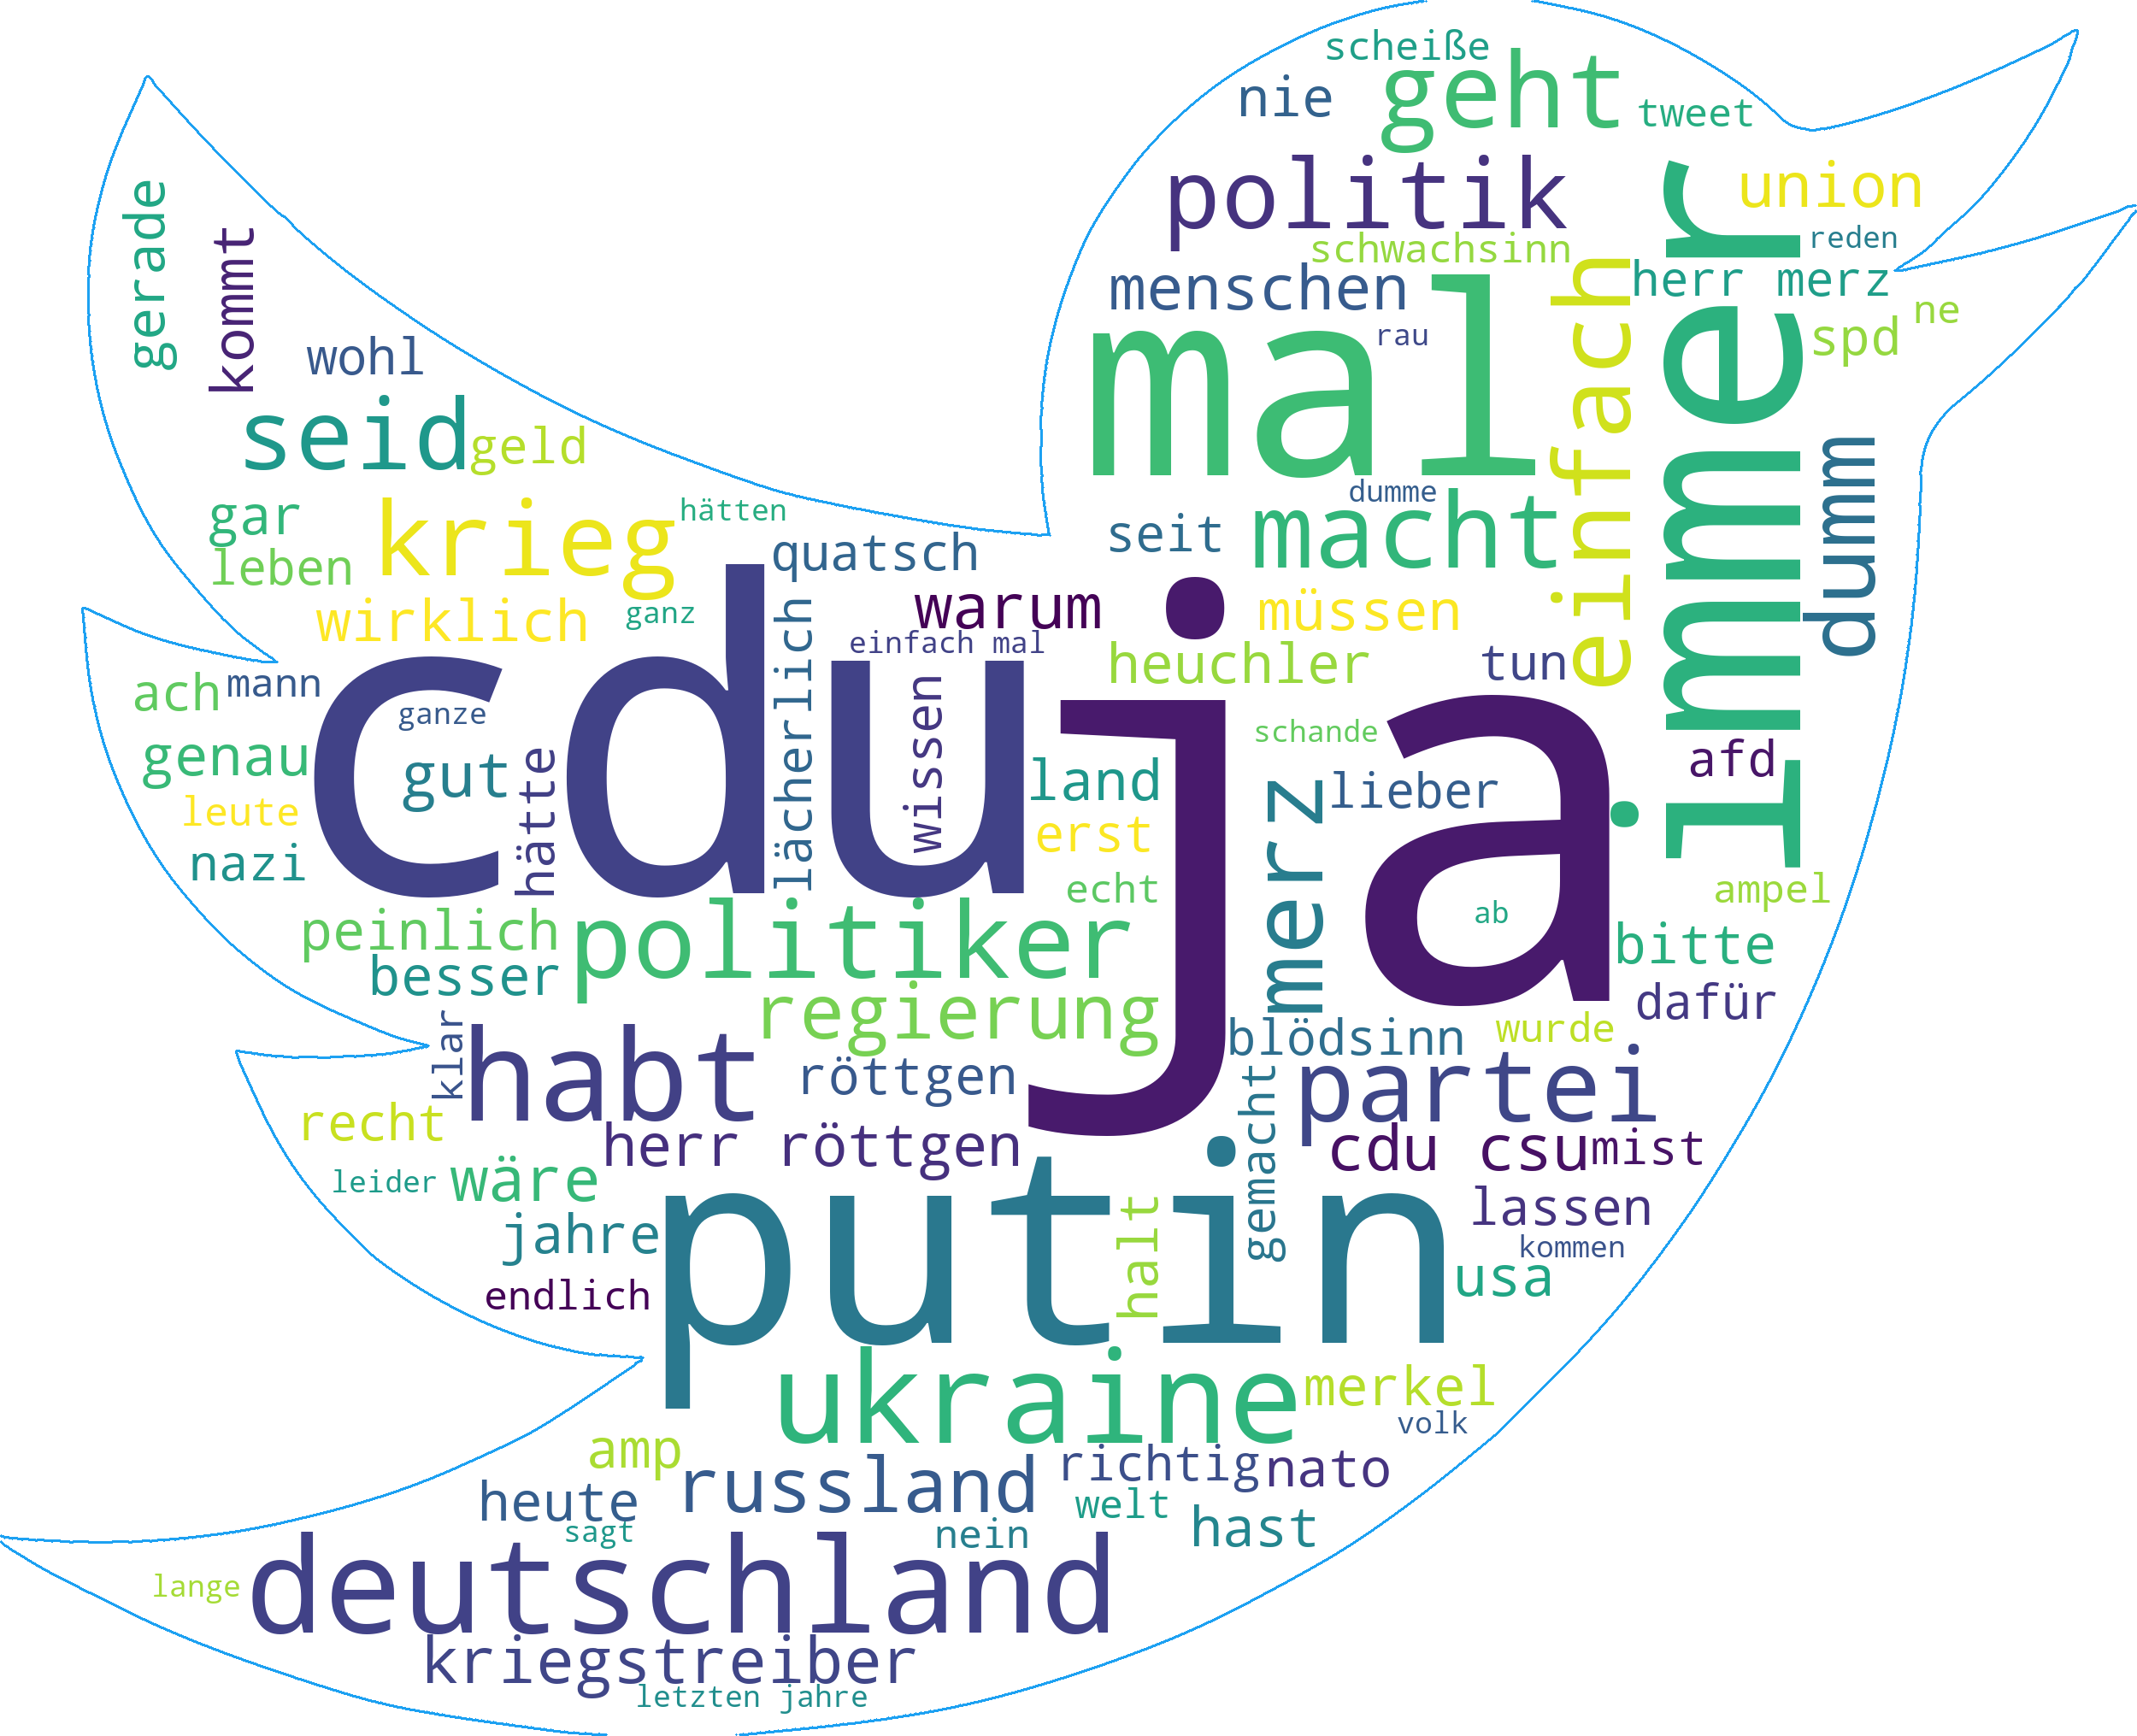 scheiße
geht
nie
tweet
politik
union
gerade
kommt
schwachsinn
reden
menschen
herr merz
mal
rau
ne
spd
einfach
immer
wohl
seid
geld
dumm
krieg
hätten
dumme
gar
leben
quatsch
seit
macht
wirklich
ganz
warum
müssen
einfach mal
heuchler
tun
cdu
ja
ach
mann
ganze
lächerlich
wissen
schande
genau
gut
hätte
land
merz
lieber
afd
leute
erst
nazi
echt
ab
ampel
peinlich
politiker
bitte
besser
regierung
dafür
klar
habt
röttgen
blödsinn
wurde
partei
recht
herr röttgen
gemacht
cdu csu
mist
leider
wäre
putin
halt
lassen
jahre
kommen
endlich
usa
ukraine
merkel
volk
amp
russland
richtig
nato
heute
welt
sagt
nein
hast
deutschland
lange
kriegstreiber
letzten jahre